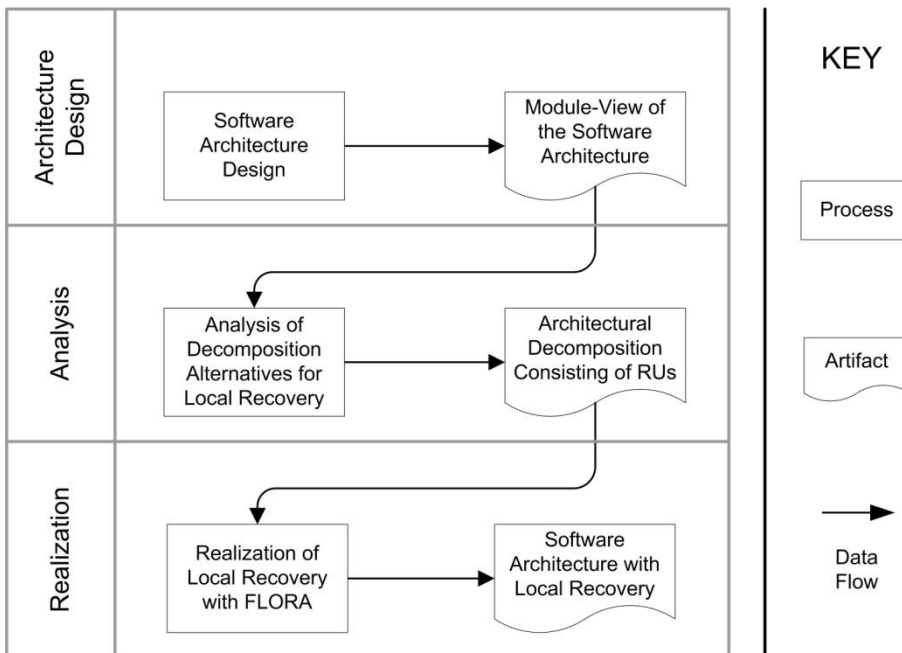 Architecture
Design
Software
Architecture
Design
Module-View of
the Software
Architecture
Analysis
Analysis of
Decomposition
Alternatives for
Local Recovery
Architectural
Decomposition
Consisting of RUs
Realization
Realization of
Local Recovery
with FLORA
Software
Architecture with
Local Recovery
KEY
Process
Artifact
Data
Flow